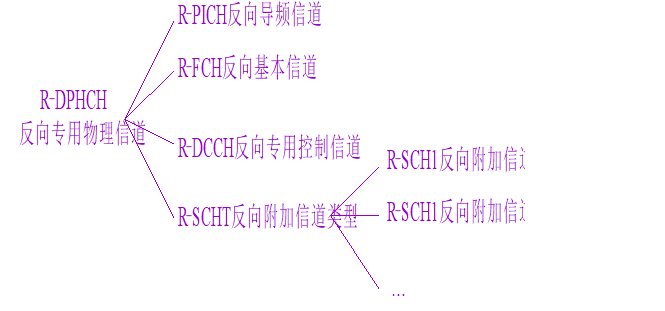 R-PICH反向导频信道
R-FCH反向基本信道
R-DPHCH
反向专用物理信道
R-DCCH反向专用控制信道
R-SCH1反向附加信
R-SCHT反向附加信道类型
R-SCH1反向附加信
...